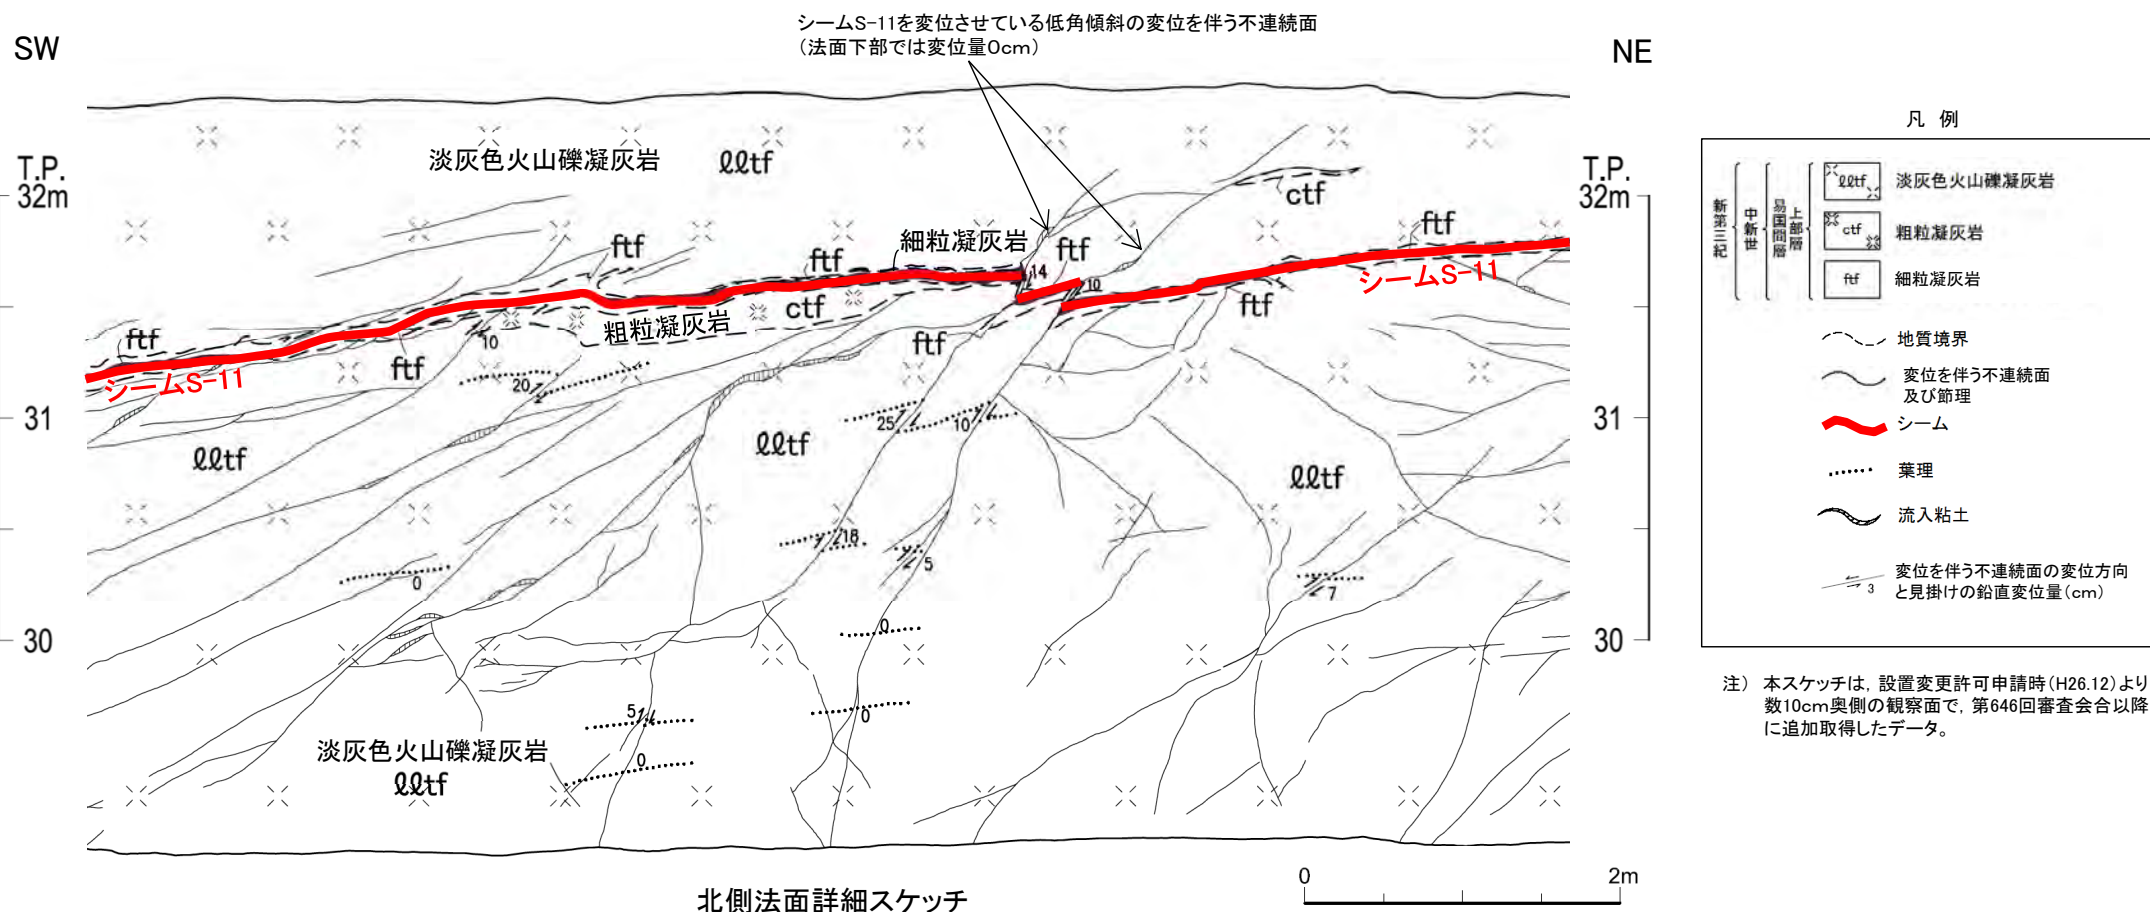 シームS-11を変位させている低角傾斜の変位を伴う不連続面
（法面下部では変位量0cm）
SW
NE
T.P.
32m
31
30
T.P.
32m
31
30
淡灰色火山礫凝灰岩 ℓℓtf
ctf
ftf
ftf
細粒凝灰岩
ftf
ftf
14
10
シームS-11
ftf
ctf
粗粒凝灰岩
ftf
10
ftf
シームS-11
ftf
20
25
10
ℓℓtf
ℓℓtf
ℓℓtf
18
5
0
7
0
5
0
0
淡灰色火山礫凝灰岩
ℓℓtf
北側法面詳細スケッチ
0
2m
凡 例
新第三紀
中新世
易国間層
上部層
ℓℓtf 淡灰色火山礫凝灰岩
ctf 粗粒凝灰岩
ftf 細粒凝灰岩
地質境界
変位を伴う不連続面
及び節理
シーム
葉理
流入粘土
3
変位を伴う不連続面の変位方向
と見掛けの鉛直変位量（cm）
注） 本スケッチは，設置変更許可申請時（H26.12）より
数10cm奥側の観察面で，第646回審査会合以降
に追加取得したデータ。